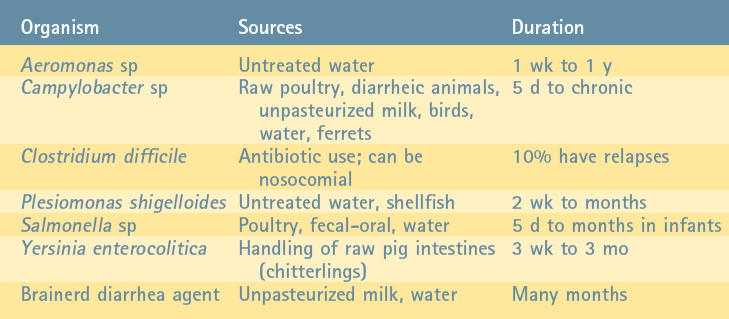 Organism Sources Duration
Aeromonas sp Untreated water 1 wk to 1 y
Campylobacter sp Raw poultry, diarrheic animals, 5 d to chronic
unpasteurized milk, birds,
water, ferrets
Clostridium difficile Antibiotic use; can be 10% have relapses
nosocomial
Plesiomonas shigelloides Untreated water, shellfish 2 wk to months
Salmonella sp Poultry, fecal-oral, water 5 d to months in infants
Yersinia enterocolitica Handling of raw pig intestines 3 wk to 3 mo
(chitterlings)
Brainerd diarrhea agent Unpasteurized milk, water Many months